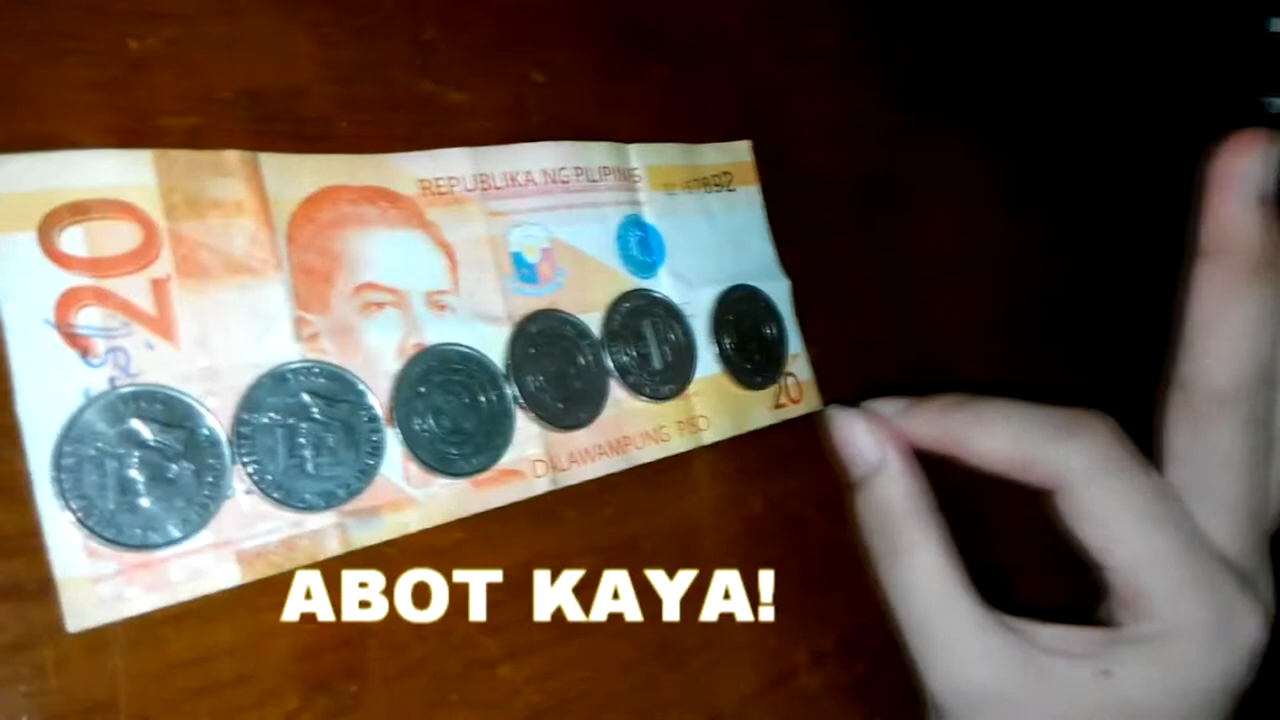 20
REPUBLIKA NG PILIPINAS
DALAWAMPUNG PISO
20
ABOT KAYA!